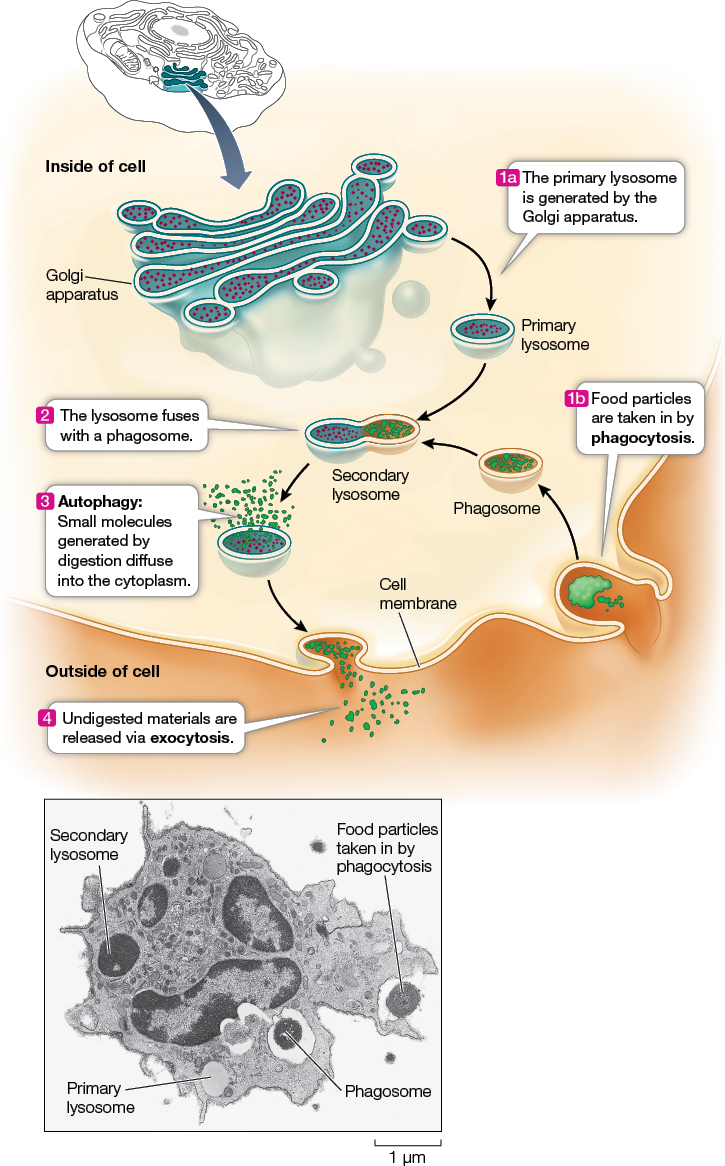 Inside of cell
1a The primary lysosome
is generated by the
Golgi apparatus.
Golgi
apparatus
Primary
lysosome
2 The lysosome fuses
with a phagosome.
1b Food particles
are taken in by
phagocytosis.
Secondary
lysosome
Phagosome
3 Autophagy:
Small molecules
generated by
digestion diffuse
into the cytoplasm.
Cell
membrane
Outside of cell
4 Undigested materials are
released via exocytosis.
Secondary
lysosome
Food particles
taken in by
phagocytosis
Primary
lysosome
Phagosome
1 µm